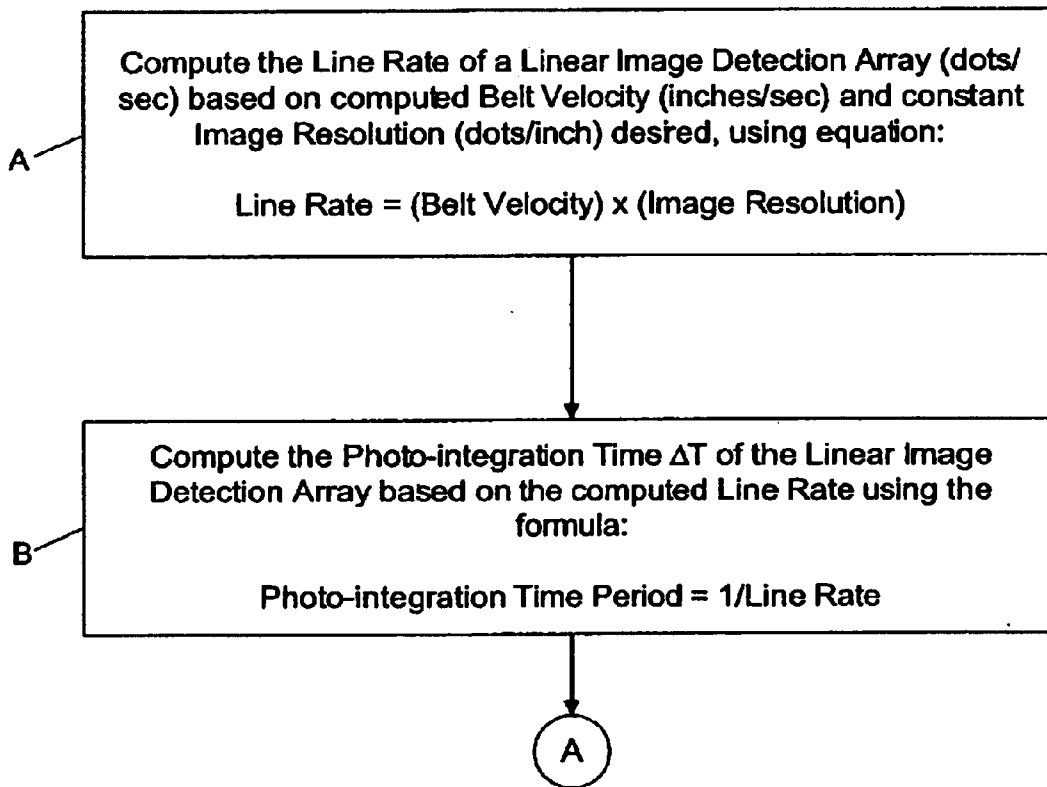 Compute the Line Rate of a Linear Image Detection Array (dots/
sec) based on computed Belt Velocity (inches/sec) and constant
Image Resolution (dots/inch) desired, using equation:
A
Line Rate = (Belt Velocity) x (Image Resolution)
Compute the Photo-integration Time ΔT of the Linear Image
Detection Array based on the computed Line Rate using the
formula:
B
Photo-integration Time Period = 1/Line Rate
A